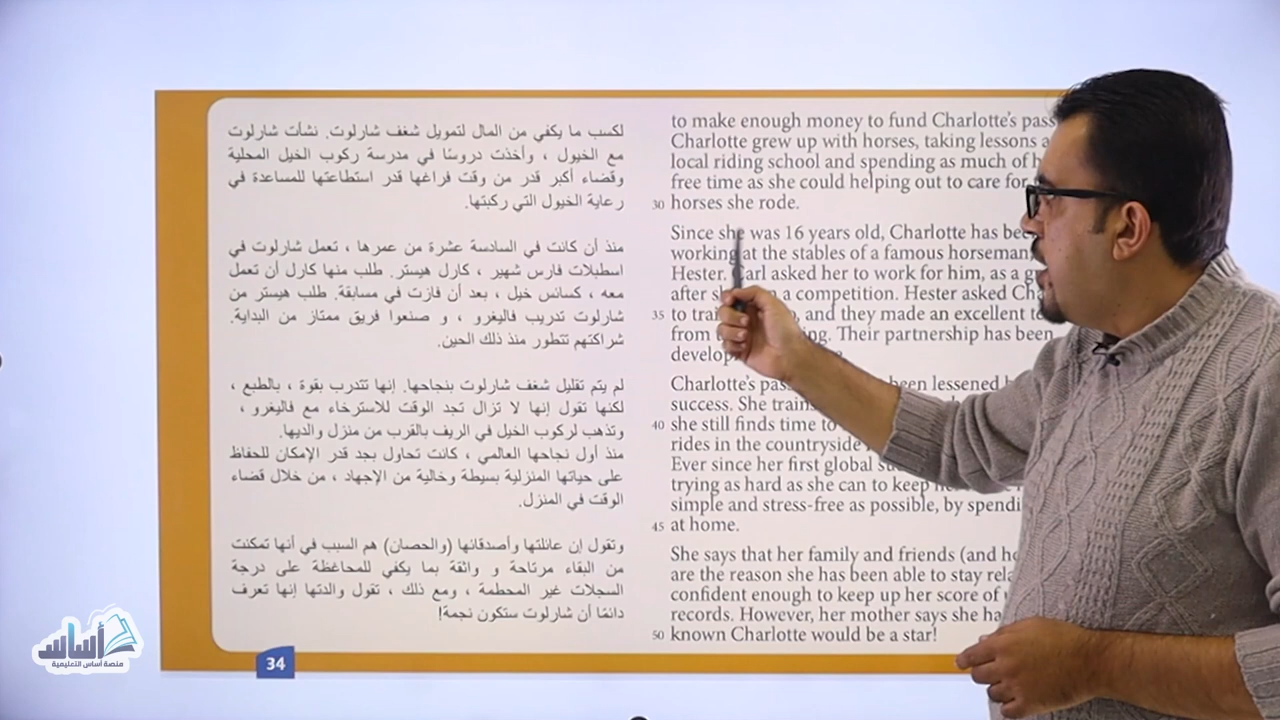 لكسب ما يكفي من المال لتمويل شغف شارلوت. نشأت شارلوت
مع الخيول ، وأخذت دروسًا في مدرسة ركوب الخيل المحلية
وقضاء أكبر قدر من وقت فراغها قدر استطاعتها للمساعدة في
رعاية الخيول التي ركبتها.
منذ أن كانت في السادسة عشرة من عمرها ، تعمل شارلوت في
اسطبلات فارس شهير ، كارل هيستر. طلب منها كارل أن تعمل
معه ، كسائس خيل ، بعد أن فازت في مسابقة. طلب هيستر من
شارلوت تدريب فاليغرو ، و صنعوا فريق ممتاز من البداية.
شراكتهم تتطور منذ ذلك الحين.
لم يتم تقليل شغف شارلوت بنجاحها. إنها تتدرب بقوة ، بالطبع ،
لكنها تقول إنها لا تزال تجد الوقت للاسترخاء مع فاليغرو ،
وتذهب لركوب الخيل في الريف بالقرب من منزل والديها.
منذ أول نجاحها العالمي ، كانت تحاول بجد قدر الإمكان للحفاظ
على حياتها المنزلية بسيطة وخالية من الإجهاد ، من خلال قضاء
الوقت في المنزل.
وتقول إن عائلتها وأصدقائها (والحصان) هم السبب في أنها تمكنت
من البقاء مرتاحة و واثقة بما يكفي للمحافظة على درجة
السجلات غير المحطمة ، ومع ذلك ، تقول والدتها إنها تعرف
دائمًا أن شارلوت ستكون نجمة!
to make enough money to fund Charlotte's pass
Charlotte grew up with horses, taking lessons a
local riding school and spending as much of h
free time as she could helping out to care for
30 horses she rode.
Since she was 16 years old, Charlotte has bee
working at the stables of a famous horseman
Hester. Carl asked her to work for him, as a g
after a competition. Hester asked Cha
35 to and they made an excellent t
from Their partnership has been
Charlotte's been lessened
success. She trains
40 she still finds time to
rides in the countryside
Ever since her first global
trying as hard as she can to keep
simple and stress-free as possible, by spendi
45 at home.
She says that her family and friends (and ho
are the reason she has been able to stay rela
confident enough to keep up her score of
records. However, her mother says she ha
50 known Charlotte would be a star!
34
أساس
منصة أساس التعليمية